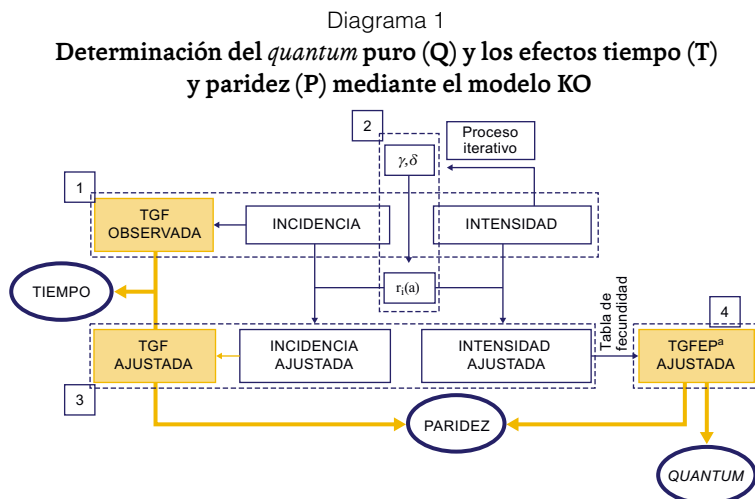 Diagrama 1
Determinación del quantum puro (Q) y los efectos tiempo (T)
y paridez (P) mediante el modelo KO
2
Proceso
iterativo
γ,δ
1
TGF
OBSERVADA
INCIDENCIA
INTENSIDAD
TIEMPO
rᵢ(a)
Tabla de
fecundidad
4
TGF
AJUSTADA
INCIDENCIA
AJUSTADA
INTENSIDAD
AJUSTADA
TGFEPᵃ
AJUSTADA
3
PARIDEZ
QUANTUM